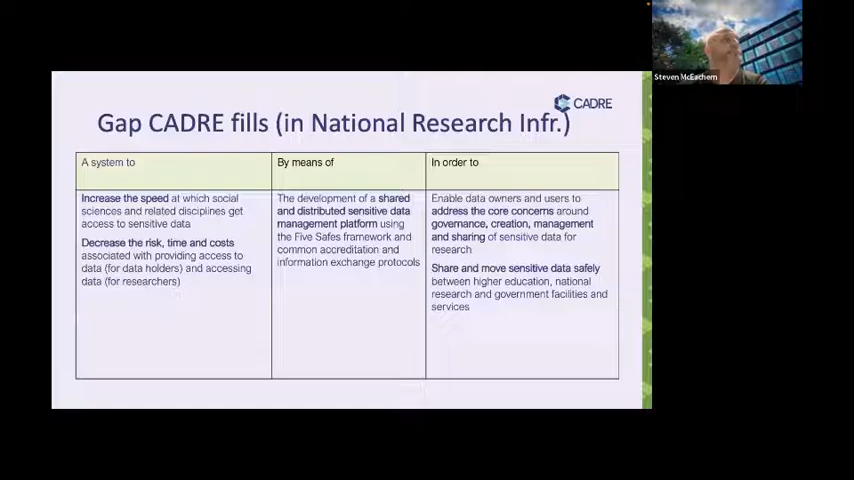 Steven McEachern
CADRE
Gap CADRE fills (in National Research Infr.)
A system to
Increase the speed at which social
sciences and related disciplines get
access to sensitive data
Decrease the risk, time and costs
associated with providing access to
data (for data holders) and accessing
data (for researchers)
By means of
The development of a shared
and distributed sensitive data
management platform using
the Five Safes framework and
common accreditation and
information exchange protocols
In order to
Enable data owners and users to
address the core concerns around
governance, creation, management
and sharing of sensitive data for
research
Share and move sensitive data safely
between higher education, national
research and government facilities and
services